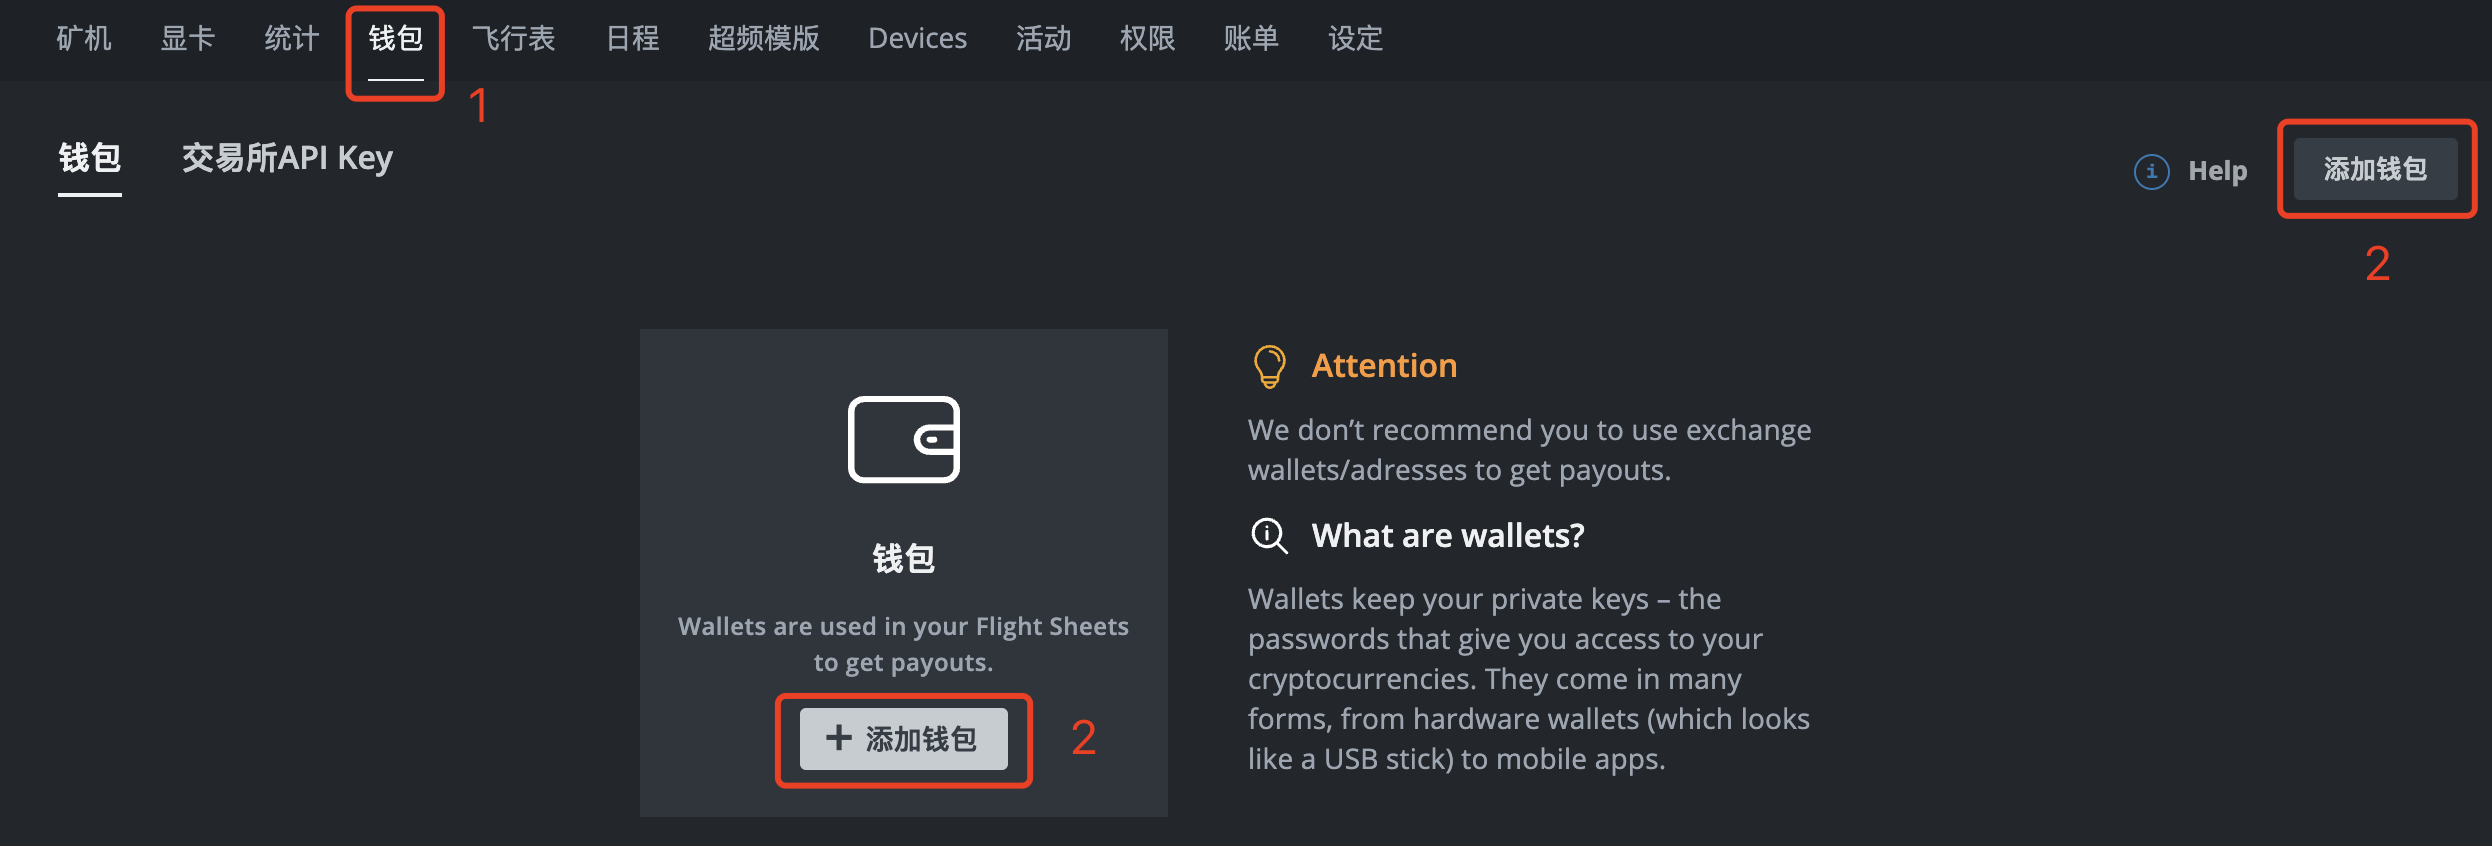 矿机 显卡 统计 钱包 飞行表 日程 超频模版 Devices 活动 权限 账单 设定
1
钱包 交易所API Key
i Help 添加钱包
2
钱包
Wallets are used in your Flight Sheets
to get payouts.
+ 添加钱包
2
Attention
We don’t recommend you to use exchange
wallets/adresses to get payouts.
What are wallets?
Wallets keep your private keys – the
passwords that give you access to your
cryptocurrencies. They come in many
forms, from hardware wallets (which looks
like a USB stick) to mobile apps.